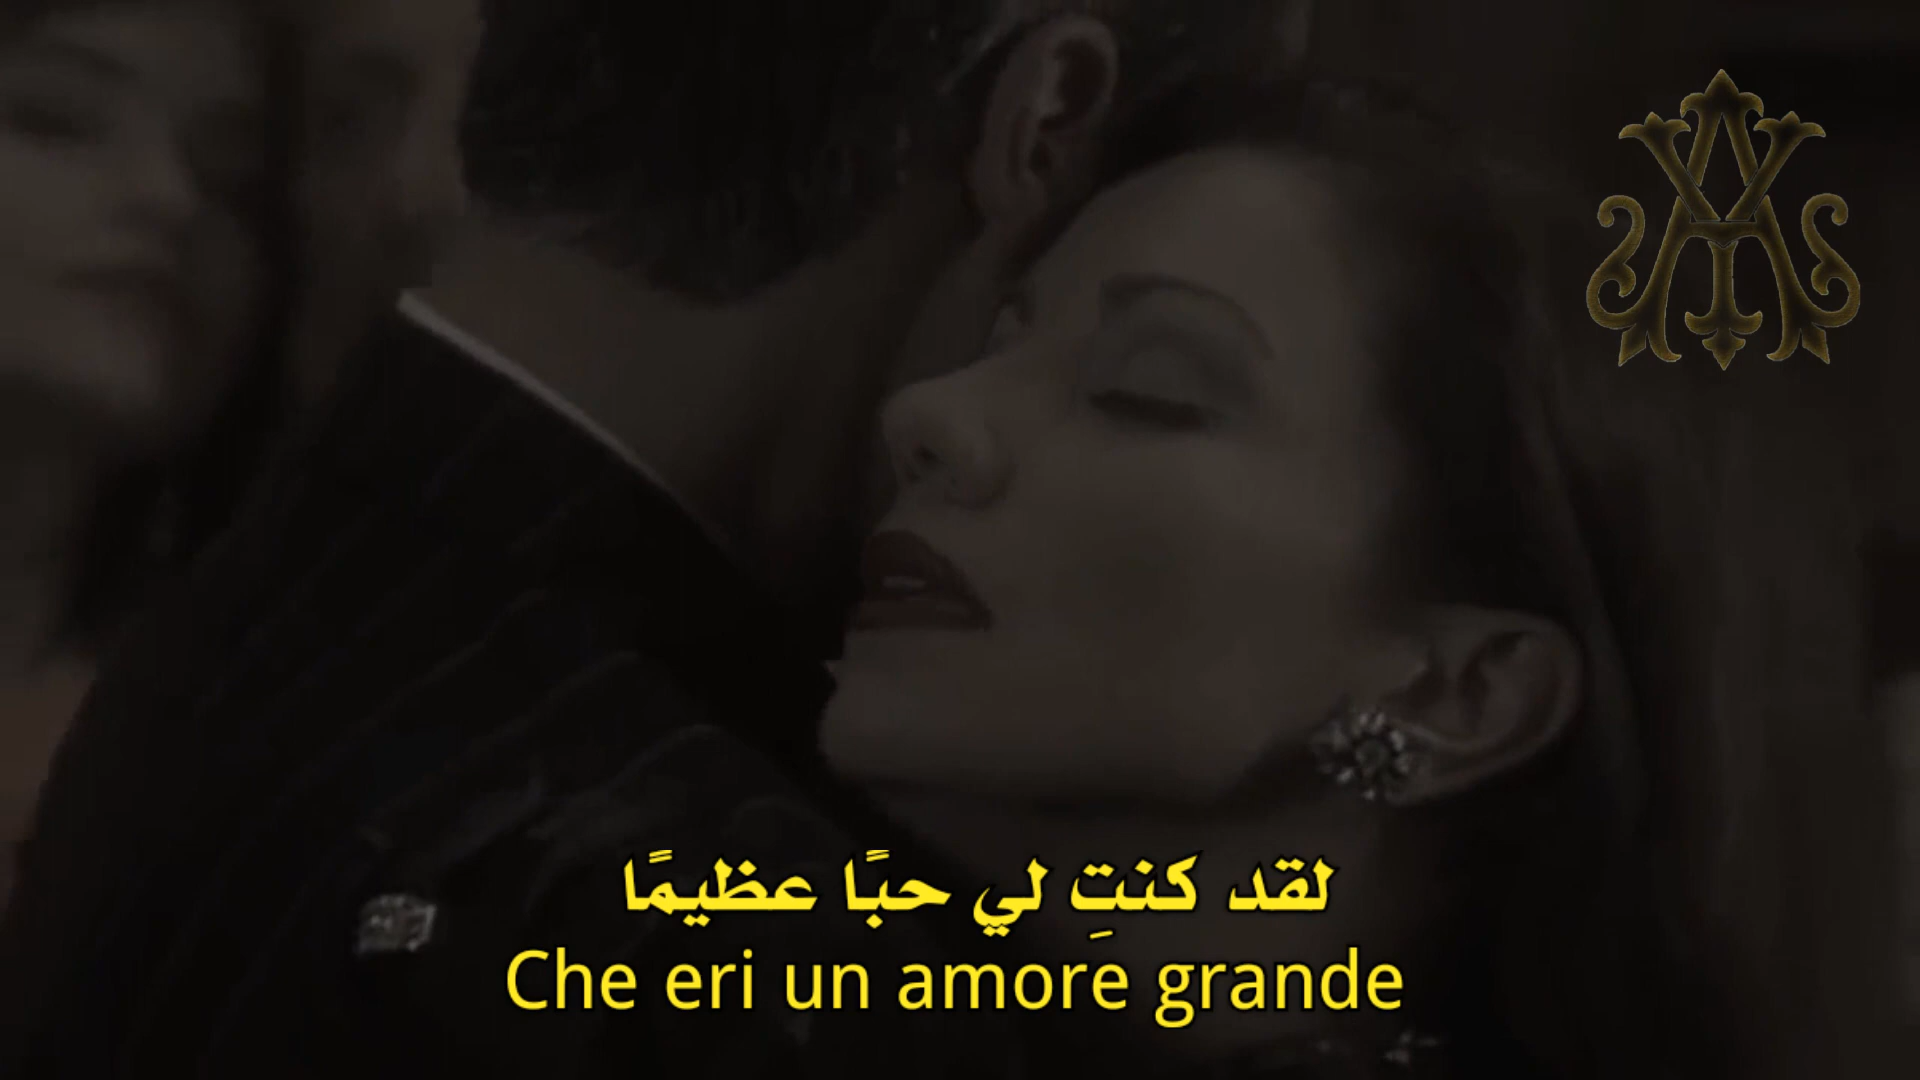 لقد كنتِ لي حبًا عظيمًا
Che eri un amore grande